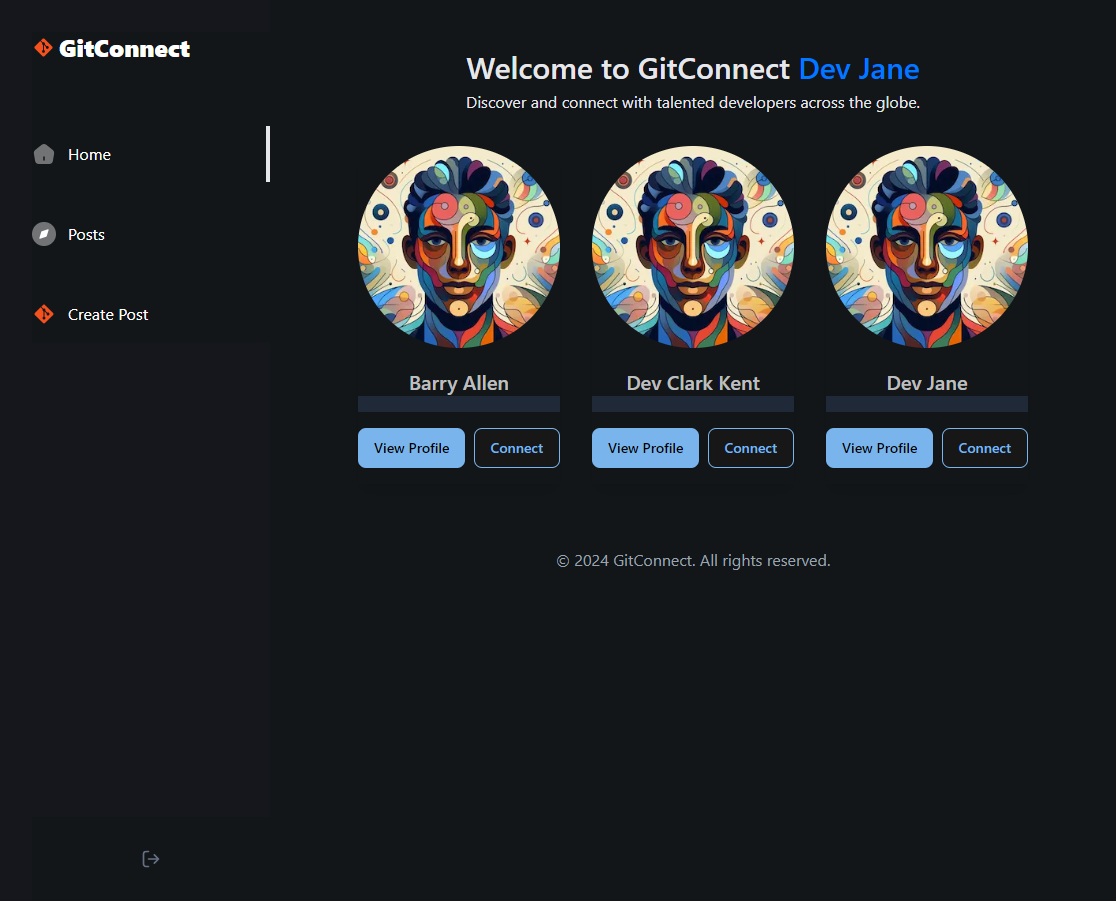 GitConnect
Home
Posts
Create Post
Welcome to GitConnect Dev Jane
Discover and connect with talented developers across the globe.
Barry Allen
Dev Clark Kent
Dev Jane
View Profile
Connect
View Profile
Connect
View Profile
Connect
© 2024 GitConnect. All rights reserved.